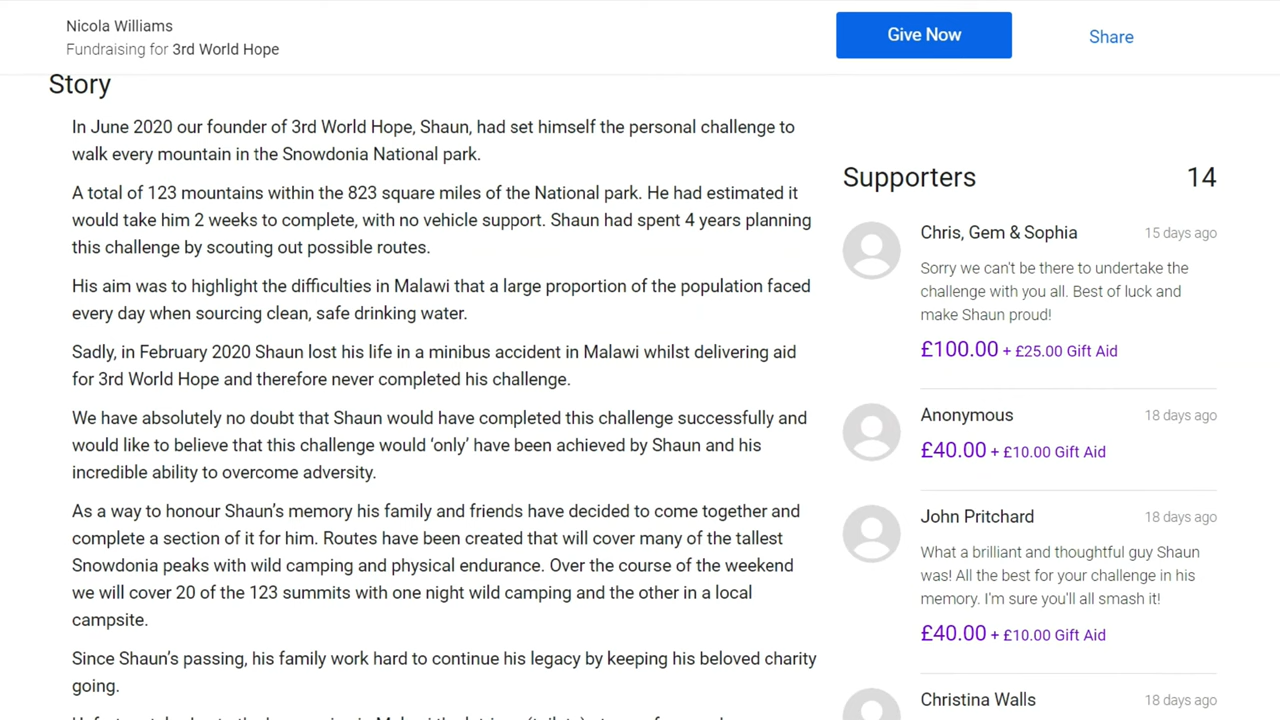 Nicola Williams
Fundraising for 3rd World Hope
Give Now
Share
Story
In June 2020 our founder of 3rd World Hope, Shaun, had set himself the personal challenge to
walk every mountain in the Snowdonia National park.
A total of 123 mountains within the 823 square miles of the National park. He had estimated it
would take him 2 weeks to complete, with no vehicle support. Shaun had spent 4 years planning
this challenge by scouting out possible routes.
His aim was to highlight the difficulties in Malawi that a large proportion of the population faced
every day when sourcing clean, safe drinking water.
Sadly, in February 2020 Shaun lost his life in a minibus accident in Malawi whilst delivering aid
for 3rd World Hope and therefore never completed his challenge.
We have absolutely no doubt that Shaun would have completed this challenge successfully and
would like to believe that this challenge would ‘only’ have been achieved by Shaun and his
incredible ability to overcome adversity.
As a way to honour Shaun’s memory his family and friends have decided to come together and
complete a section of it for him. Routes have been created that will cover many of the tallest
Snowdonia peaks with wild camping and physical endurance. Over the course of the weekend
we will cover 20 of the 123 summits with one night wild camping and the other in a local
campsite.
Since Shaun’s passing, his family work hard to continue his legacy by keeping his beloved charity
going.
Supporters 14
Chris, Gem & Sophia 15 days ago
Sorry we can't be there to undertake the
challenge with you all. Best of luck and
make Shaun proud!
£100.00 + £25.00 Gift Aid
Anonymous 18 days ago
£40.00 + £10.00 Gift Aid
John Pritchard 18 days ago
What a brilliant and thoughtful guy Shaun
was! All the best for your challenge in his
memory. I'm sure you'll all smash it!
£40.00 + £10.00 Gift Aid
Christina Walls 18 days ago